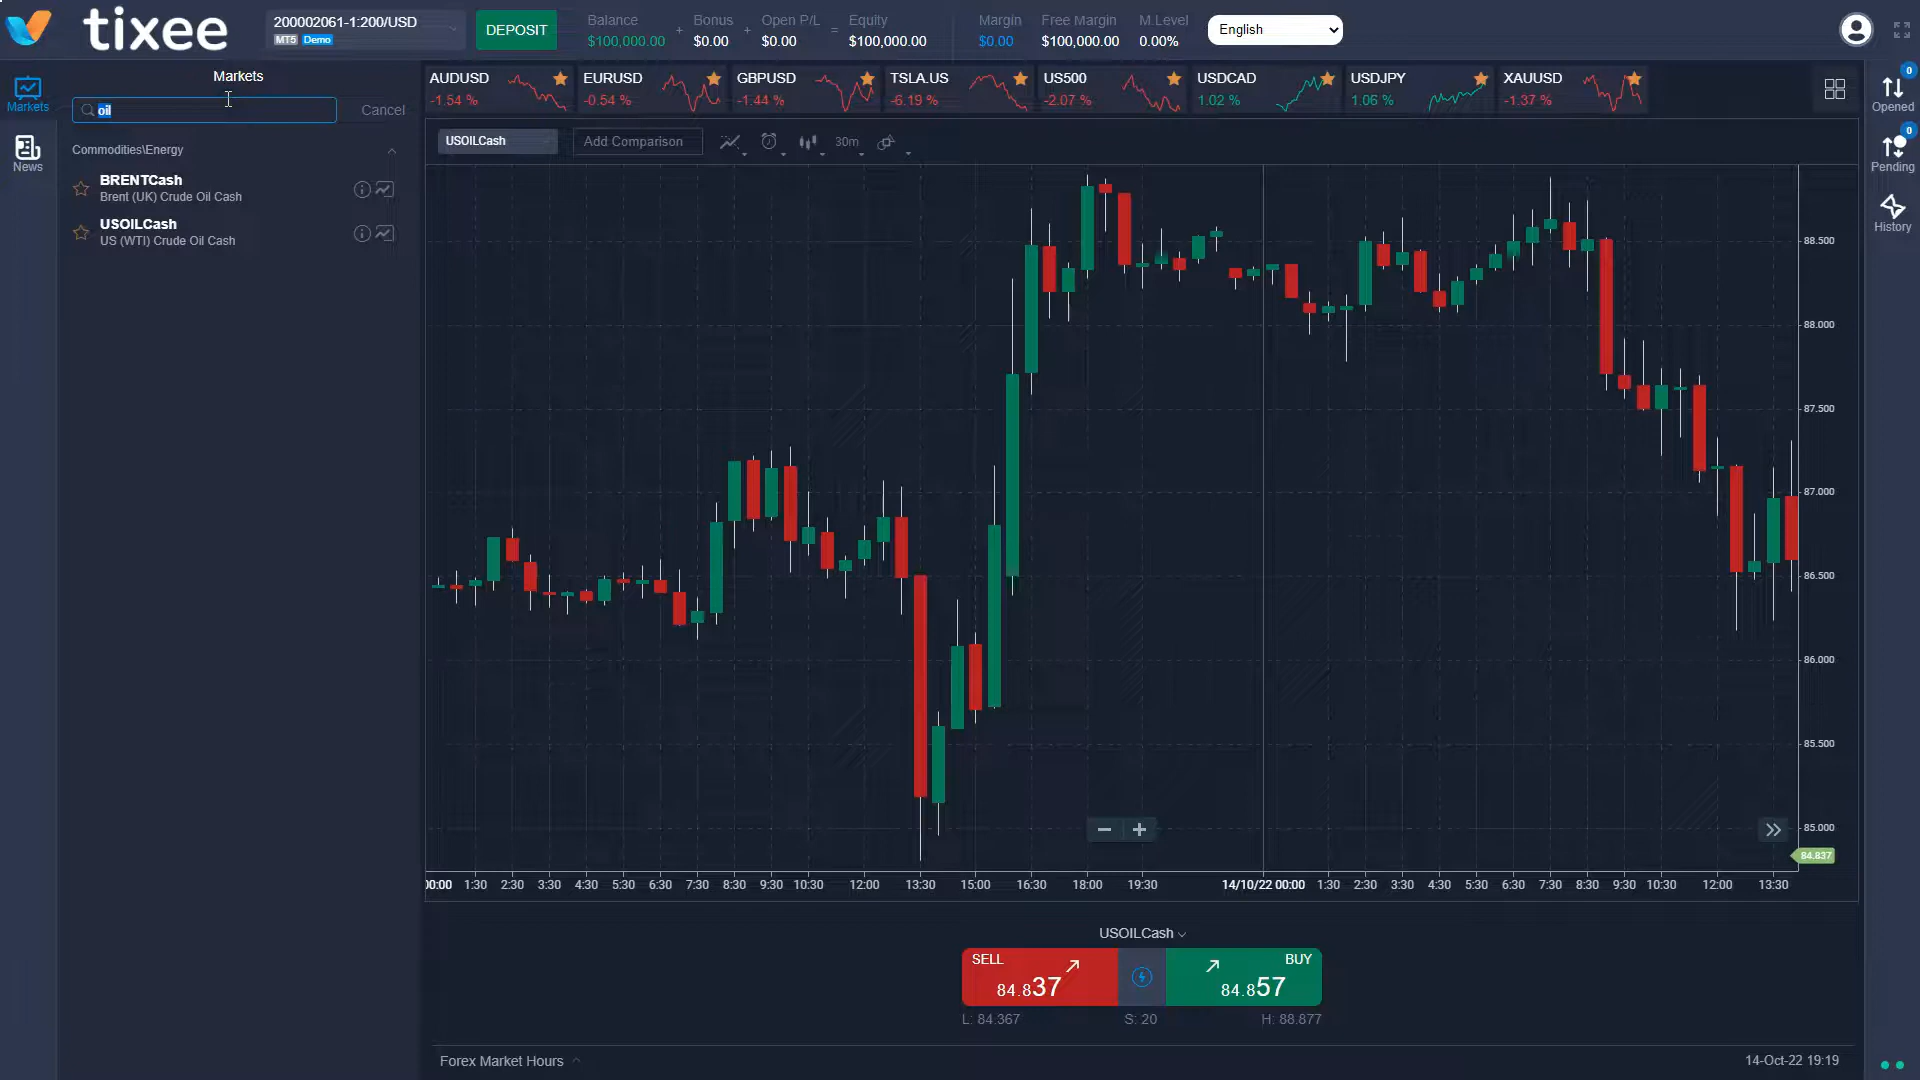 tixee
200002061-1:200/USD
MT5 Demo
DEPOSIT
Balance
$100,000.00
+
Bonus
$0.00
+
Open P/L
$0.00
=
Equity
$100,000.00
Margin
$0.00
Free Margin
$100,000.00
M.Level
0.00%
English
Markets
News
Markets
oil
Cancel
Commodities\Energy
BRENTCash
Brent (UK) Crude Oil Cash
USOILCash
US (WTI) Crude Oil Cash
AUDUSD
-1.54 %
EURUSD
-0.54 %
GBPUSD
-1.44 %
TSLA.US
-6.19 %
US500
-2.07 %
USDCAD
1.02 %
USDJPY
1.06 %
XAUUSD
-1.37 %
0
Opened
0
Pending
History
USOILCash
Add Comparison
30m
88.500
88.000
87.500
87.000
86.500
86.000
85.500
85.000
84.837
00:00 1:30 2:30 3:30 4:30 5:30 6:30 7:30 8:30 9:30 10:30 12:00 13:30 15:00 16:30 18:00 19:30 14/10/22 00:00 1:30 2:30 3:30 4:30 5:30 6:30 7:30 8:30 9:30 10:30 12:00 13:30
USOILCash
SELL
84.837
BUY
84.857
L: 84.367
S: 20
H: 88.877
Forex Market Hours
14-Oct-22 19:19